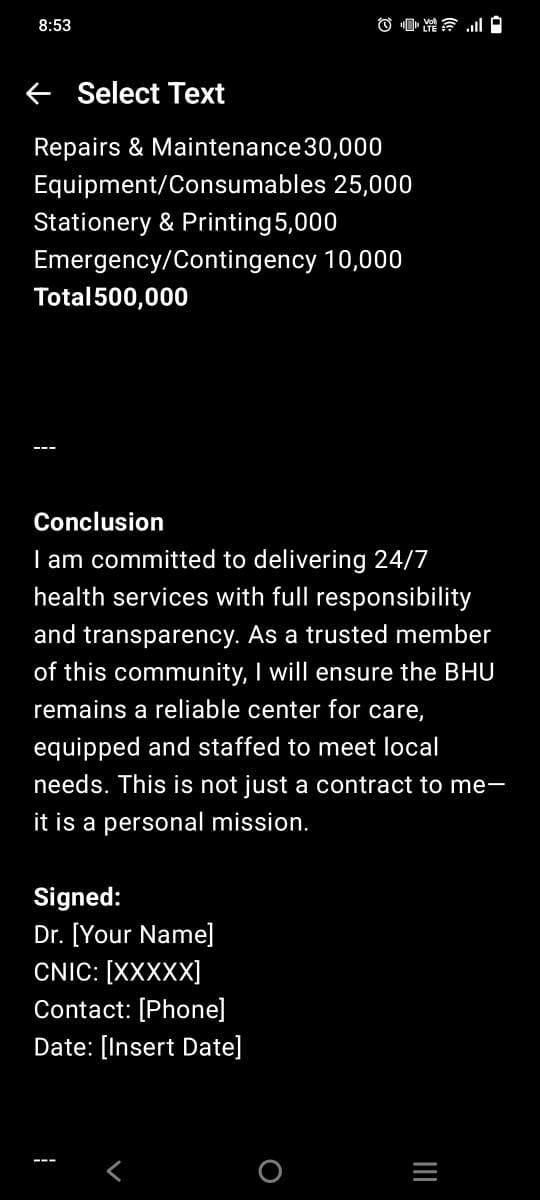 8:53
Vol) LTE
Select Text
Repairs & Maintenance30,000
Equipment/Consumables 25,000
Stationery & Printing5,000
Emergency/Contingency 10,000
Total500,000
---
Conclusion
I am committed to delivering 24/7
health services with full responsibility
and transparency. As a trusted member
of this community, I will ensure the BHU
remains a reliable center for care,
equipped and staffed to meet local
needs. This is not just a contract to me—
it is a personal mission.
Signed:
Dr. [Your Name]
CNIC: [XXXXX]
Contact: [Phone]
Date: [Insert Date]
---